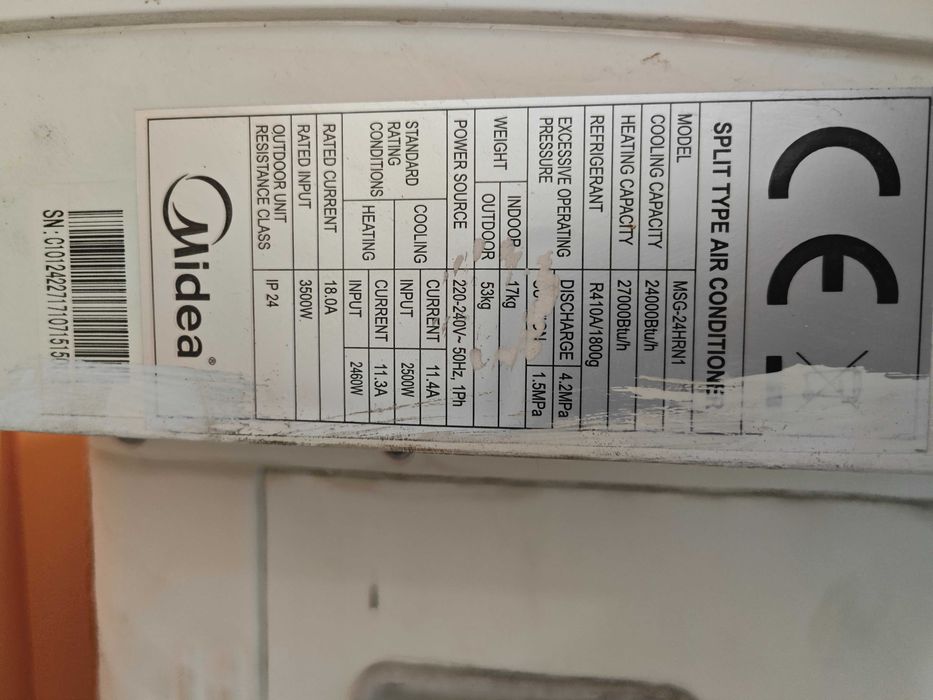 CE
SPLIT TYPE AIR CONDITIONER
MODEL MSG-24HRN1
COOLING CAPACITY 24000Btu/h
HEATING CAPACITY 27000Btu/h
REFRIGERANT R410A/1800g
EXCESSIVE OPERATING PRESSURE DISCHARGE 4.2MPa
1.5MPa
WEIGHT INDOOR 17kg
OUTDOOR 53kg
POWER SOURCE 220-240V~ 50Hz, 1Ph
STANDARD RATING CONDITIONS COOLING CURRENT 11.4A
INPUT 2500W
HEATING CURRENT 11.3A
INPUT 2460W
RATED CURRENT 18.0A
RATED INPUT 3500W
OUTDOOR UNIT RESISTANCE CLASS IP 24
Midea®
SN: